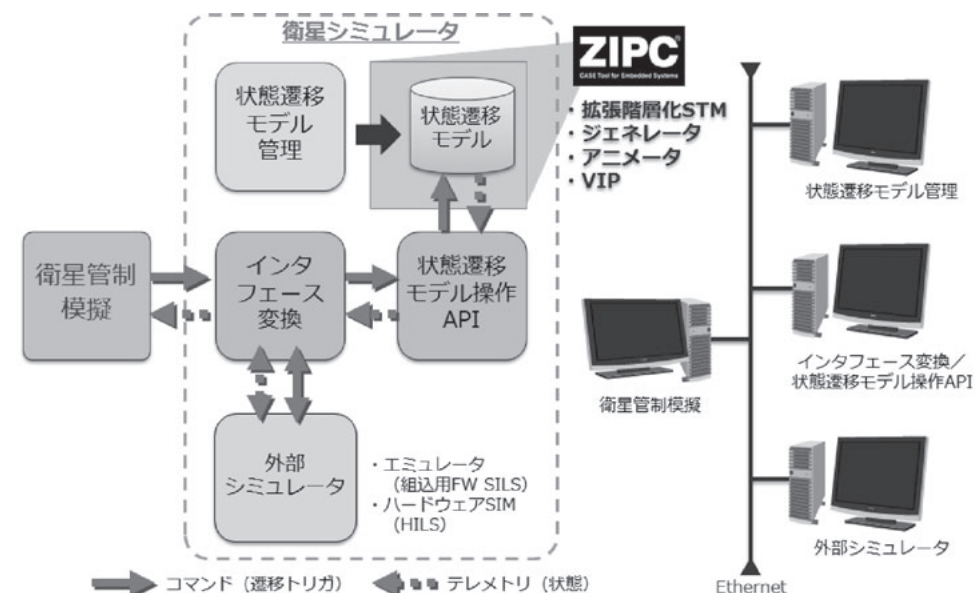 衛星シミュレータ
状態遷移
モデル
管理
状態遷移
モデル
ZIPC
CASE Tool for Embedded Systems
・拡張階層化STM
・ジェネレータ
・アニメータ
・VIP
衛星管制
模擬
インタ
フェース
変換
状態遷移
モデル操作
API
外部
シミュレータ
・エミュレータ
（組込用FW SILS）
・ハードウェアSIM
（HILS）
コマンド（遷移トリガ）
テレメトリ（状態）
状態遷移モデル管理
衛星管制模擬
インタフェース変換／
状態遷移モデル操作API
外部シミュレータ
Ethernet